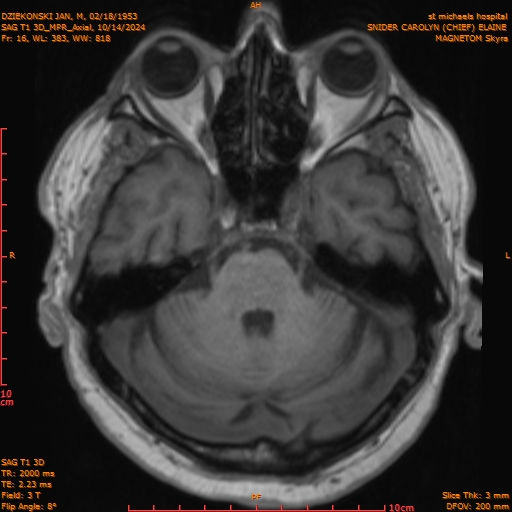 AH
DZIEKONSKI JAN, M, 02/18/1953
SAG T1 3D_MPR_Axial, 10/14/2024
Fr: 16, WL: 383, WW: 818
st michaels hospital
SNIDER CAROLYN (CHIEF) ELAINE
MAGNETOM Skyra
R
L
10
cm
SAG T1 3D
TR: 2000 ms
TE: 2.23 ms
Field: 3 T
Flip Angle: 8°
PF
10cm
Slice Thk: 3 mm
DFOV: 200 mm